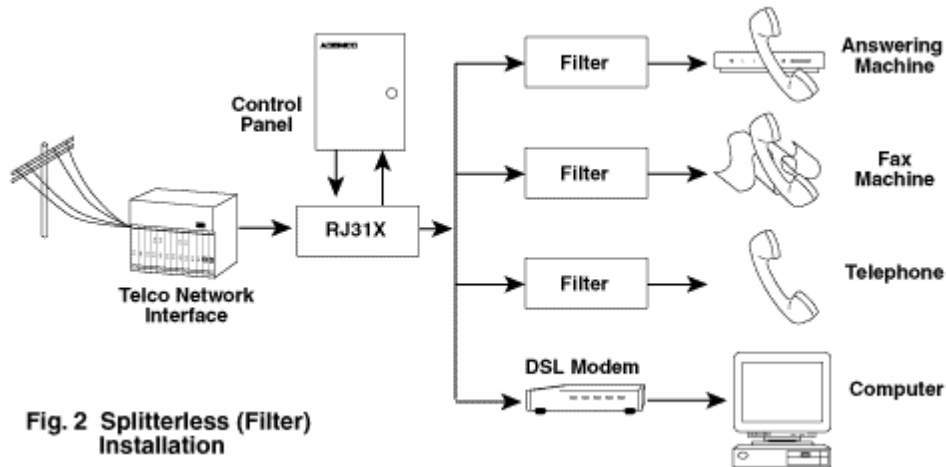 ADEMCO
Control
Panel
Telco Network
Interface
RJ31X
Filter
Answering
Machine
Filter
Fax
Machine
Filter
Telephone
DSL Modem
Computer
Fig. 2 Splitterless (Filter)
Installation